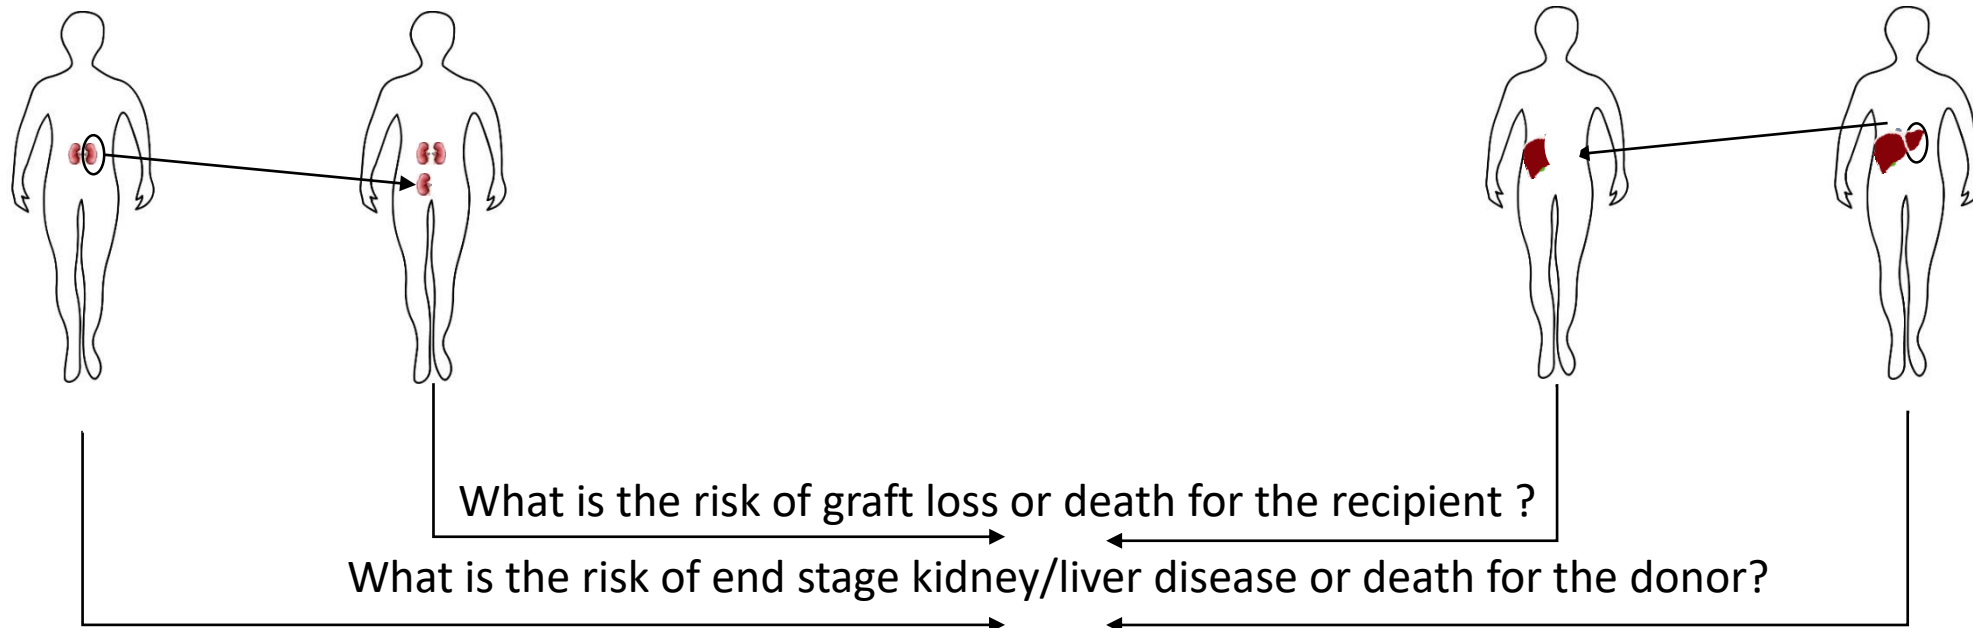 What is the risk of graft loss or death for the recipient ?
What is the risk of end stage kidney/liver disease or death for the donor?